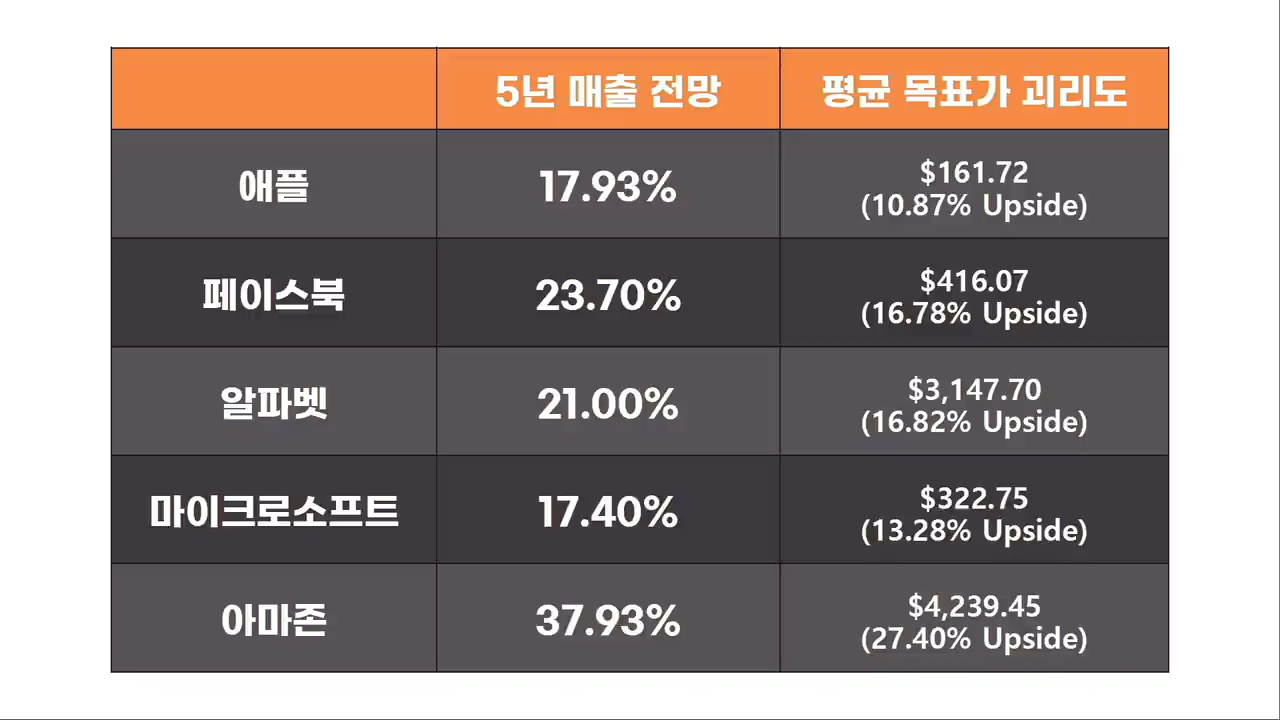 5년 매출 전망
평균 목표가 괴리도
애플
17.93%
$161.72
(10.87% Upside)
페이스북
23.70%
$416.07
(16.78% Upside)
알파벳
21.00%
$3,147.70
(16.82% Upside)
마이크로소프트
17.40%
$322.75
(13.28% Upside)
아마존
37.93%
$4,239.45
(27.40% Upside)